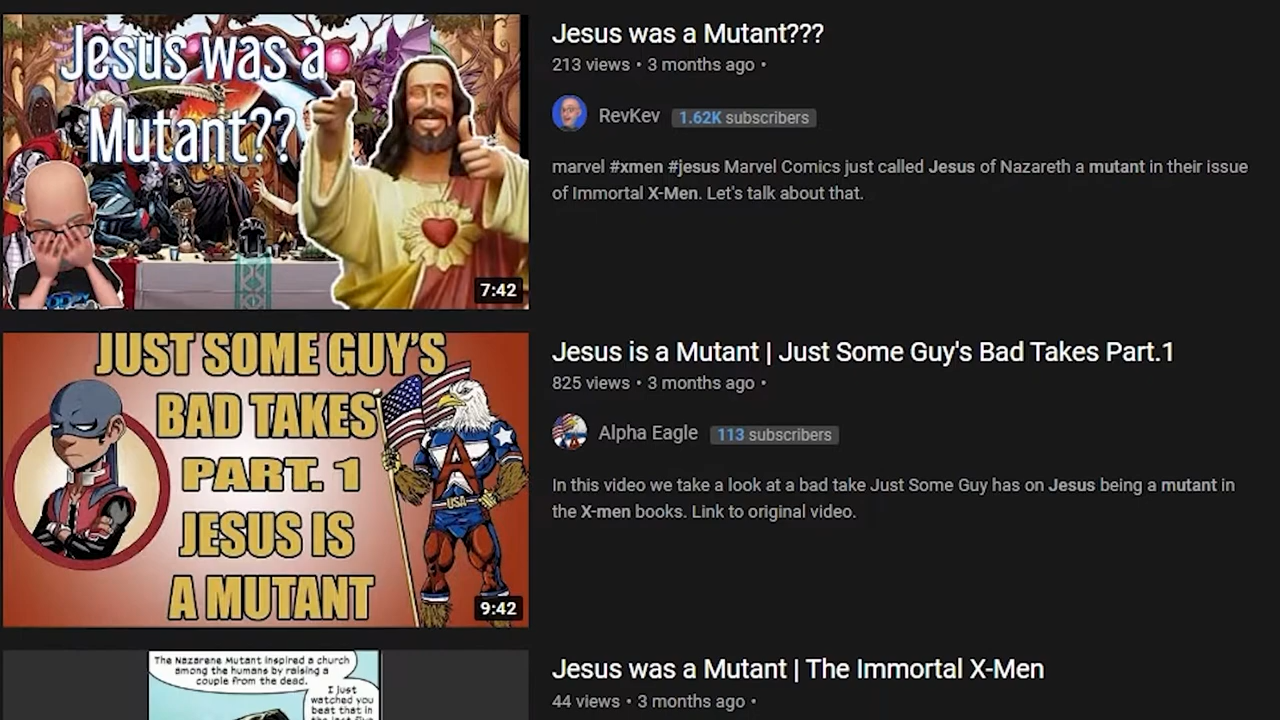 Jesus was a
Mutant??
7:42
Jesus was a Mutant???
213 views • 3 months ago •
RevKev 1.62K subscribers
marvel #xmen #jesus Marvel Comics just called Jesus of Nazareth a mutant in their issue
of Immortal X-Men. Let's talk about that.
JUST SOME GUY'S
BAD TAKES
PART. 1
JESUS IS
A MUTANT
A
USA
9:42
Jesus is a Mutant | Just Some Guy's Bad Takes Part.1
825 views • 3 months ago •
Alpha Eagle 113 subscribers
In this video we take a look at a bad take Just Some Guy has on Jesus being a mutant in
the X-men books. Link to original video.
The Nazarene Mutant inspired a church
among the humans by raising a
couple from the dead.
I just
watched you
beat that in
Jesus was a Mutant | The Immortal X-Men
44 views • 3 months ago •